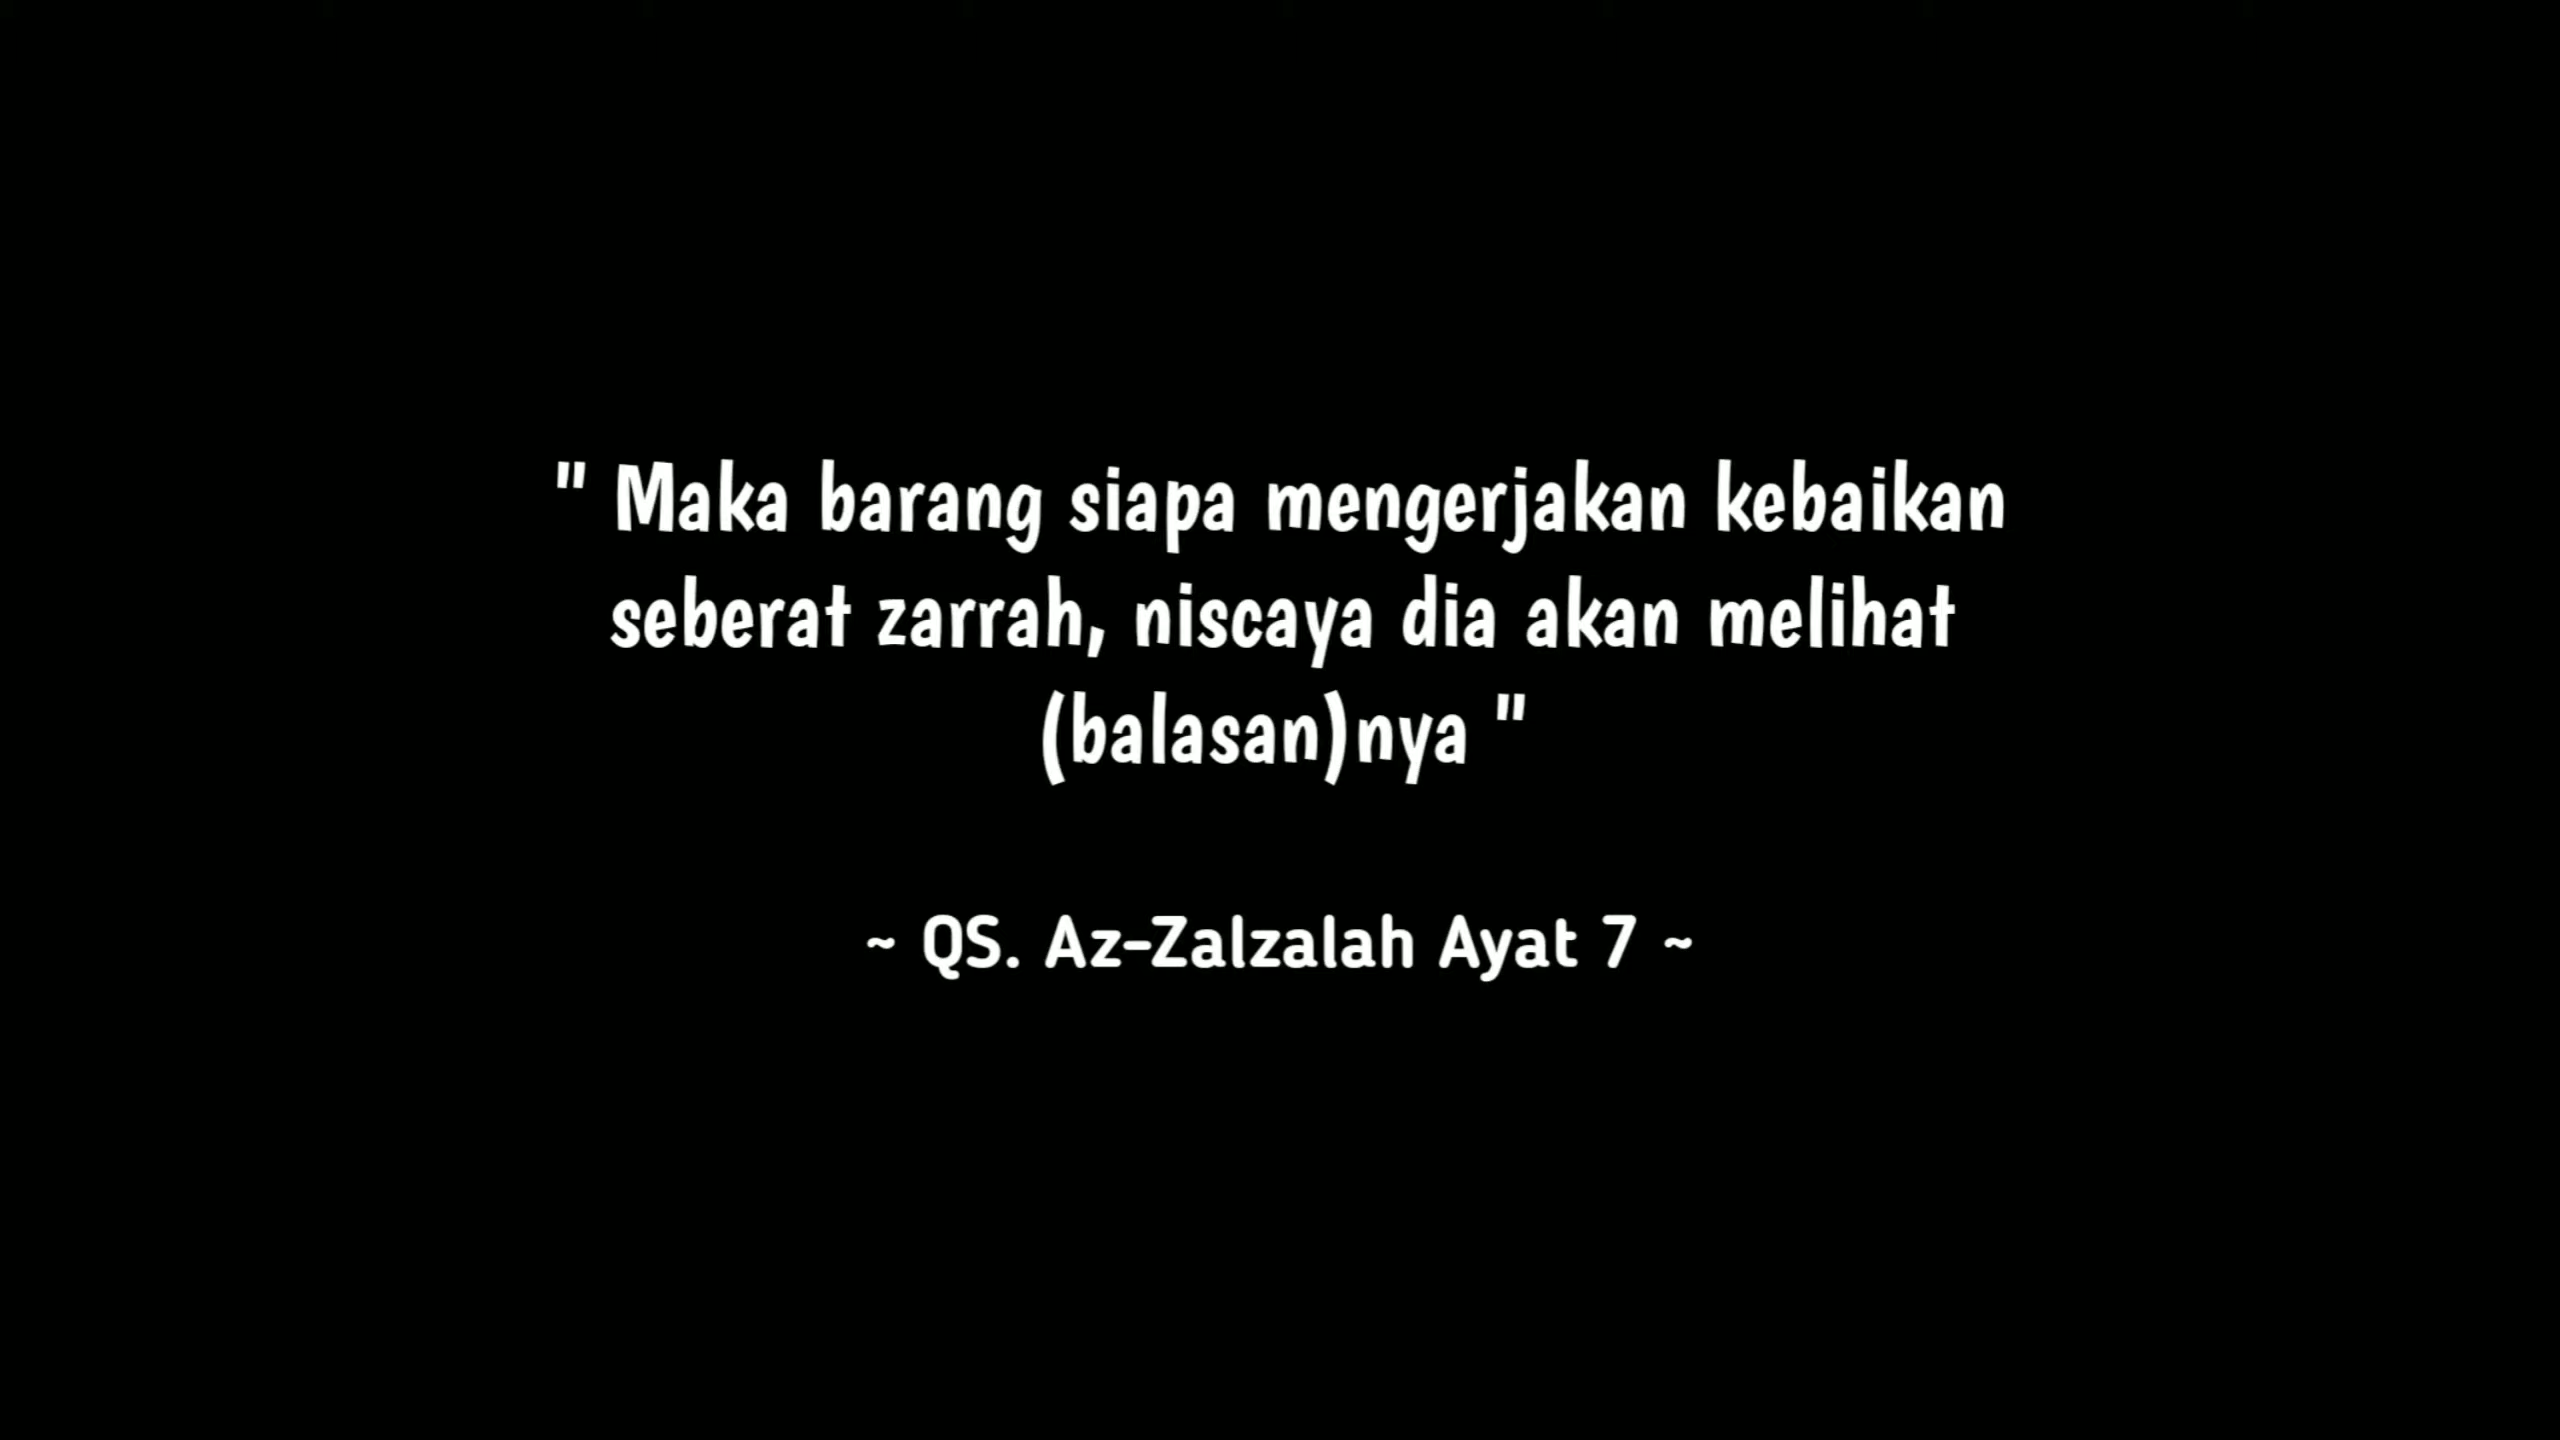 " Maka barang siapa mengerjakan kebaikan
seberat zarrah, niscaya dia akan melihat
(balasan)nya "
~ QS. Az-Zalzalah Ayat 7 ~